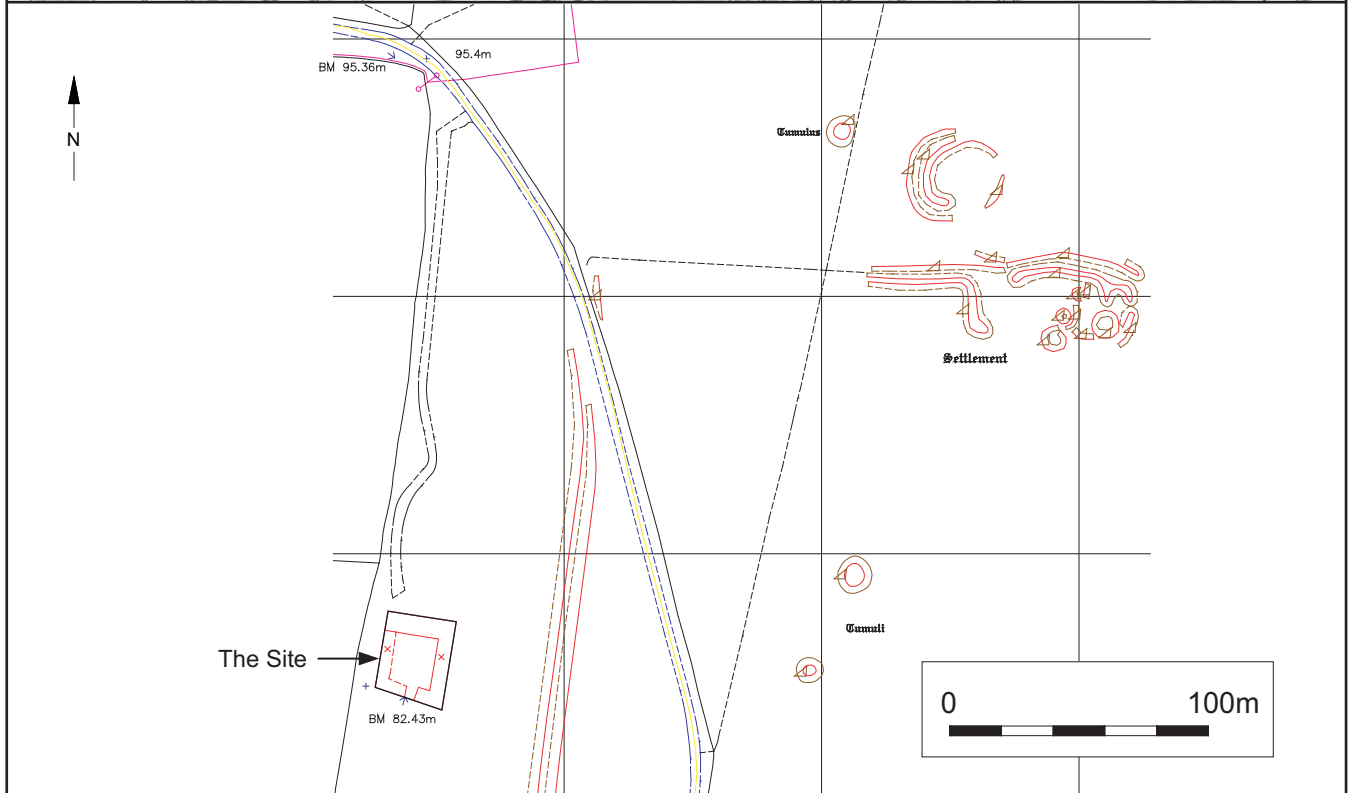 95.4m
BM 95.36m
N
Tumulus
Settlement
Tumuli
The Site
BM 82.43m
0 100m